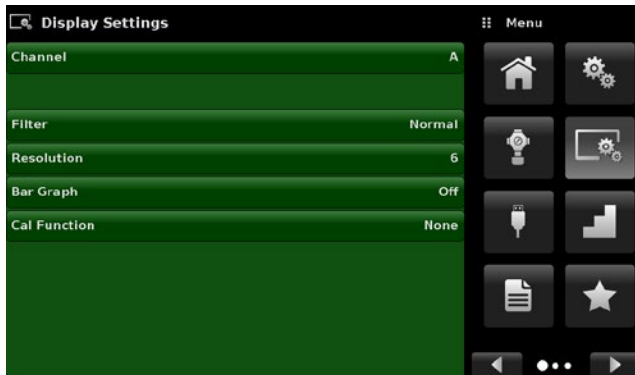 Display Settings
Menu
Channel A
Filter Normal
Resolution 6
Bar Graph Off
Cal Function None